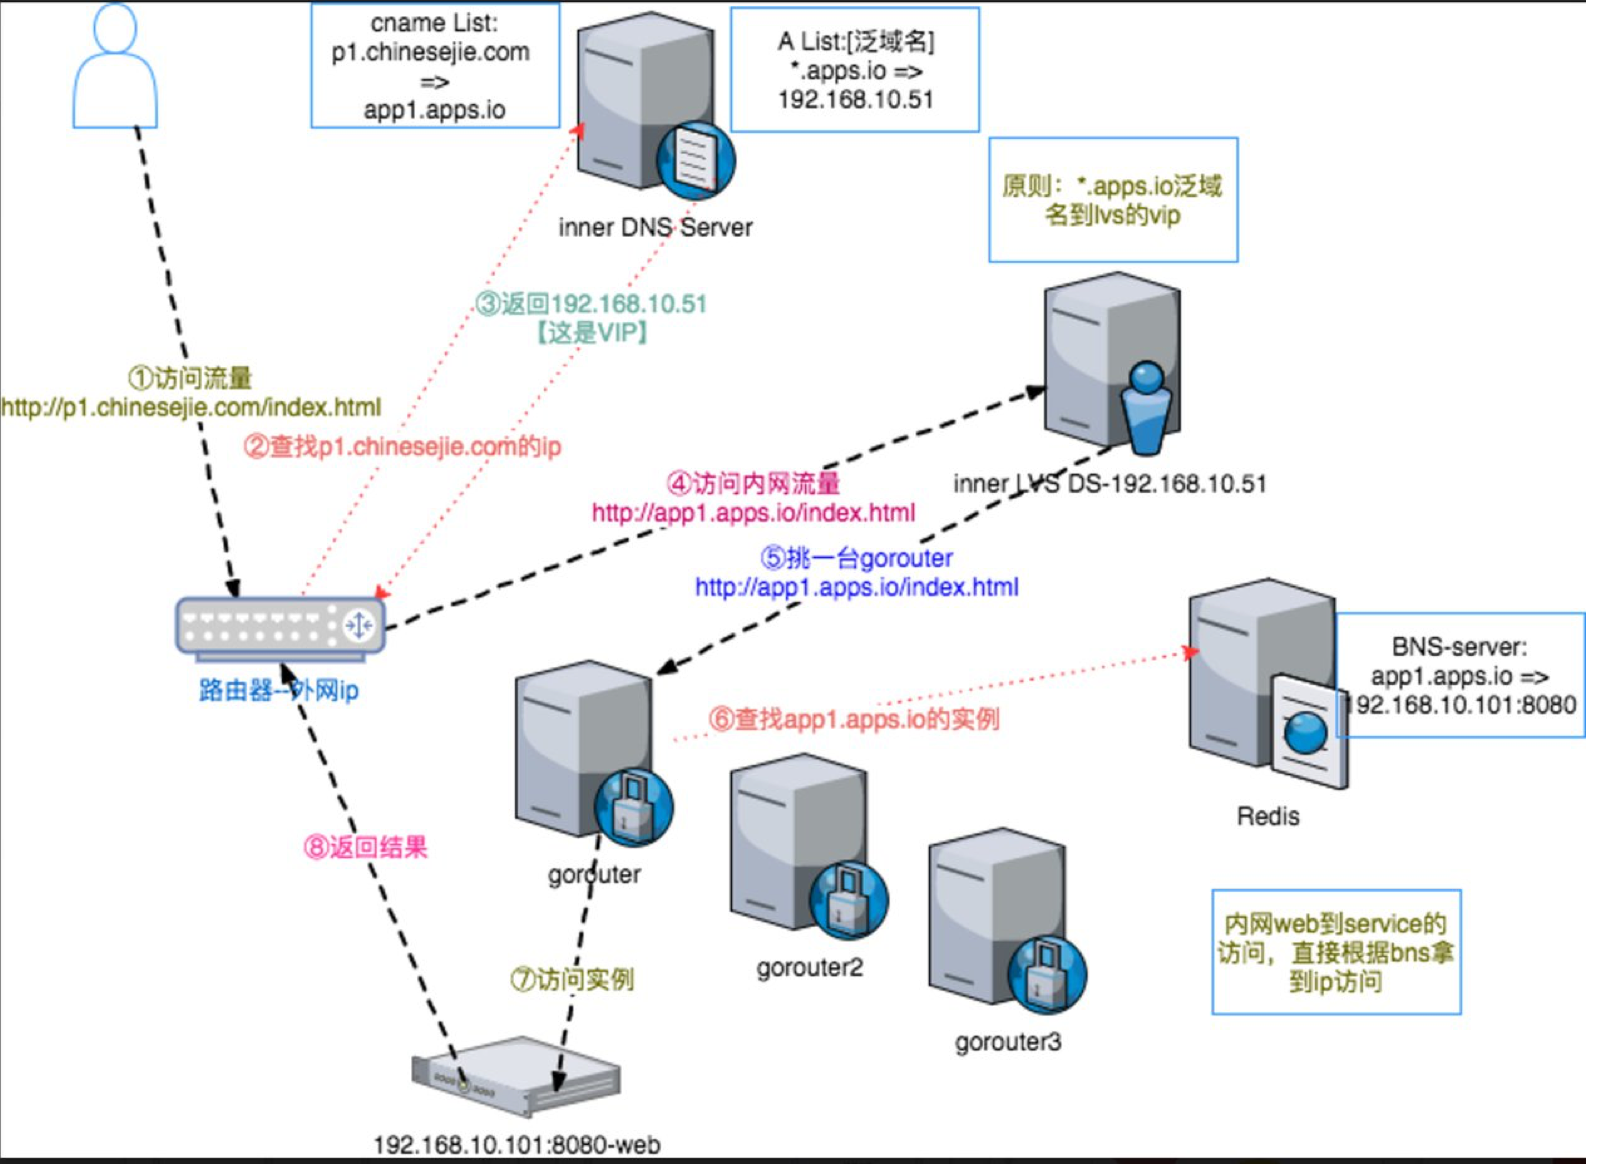 cname List:
p1.chinesejie.com
=>
app1.apps.io
A List:[泛域名]
*.apps.io =>
192.168.10.51
inner DNS Server
原则：*.apps.io泛域
名到lvs的vip
③返回192.168.10.51
【这是VIP】
①访问流量
http://p1.chinesejie.com/index.html
②查找p1.chinesejie.com的ip
④访问内网流量
http://app1.apps.io/index.html
inner LVS DS-192.168.10.51
⑤挑一台gorouter
http://app1.apps.io/index.html
路由器--外网ip
BNS-server:
app1.apps.io =>
192.168.10.101:8080
⑥查找app1.apps.io的实例
Redis
⑧返回结果
gorouter
gorouter2
gorouter3
内网web到service的
访问，直接根据bns拿
到ip访问
⑦访问实例
192.168.10.101:8080-web